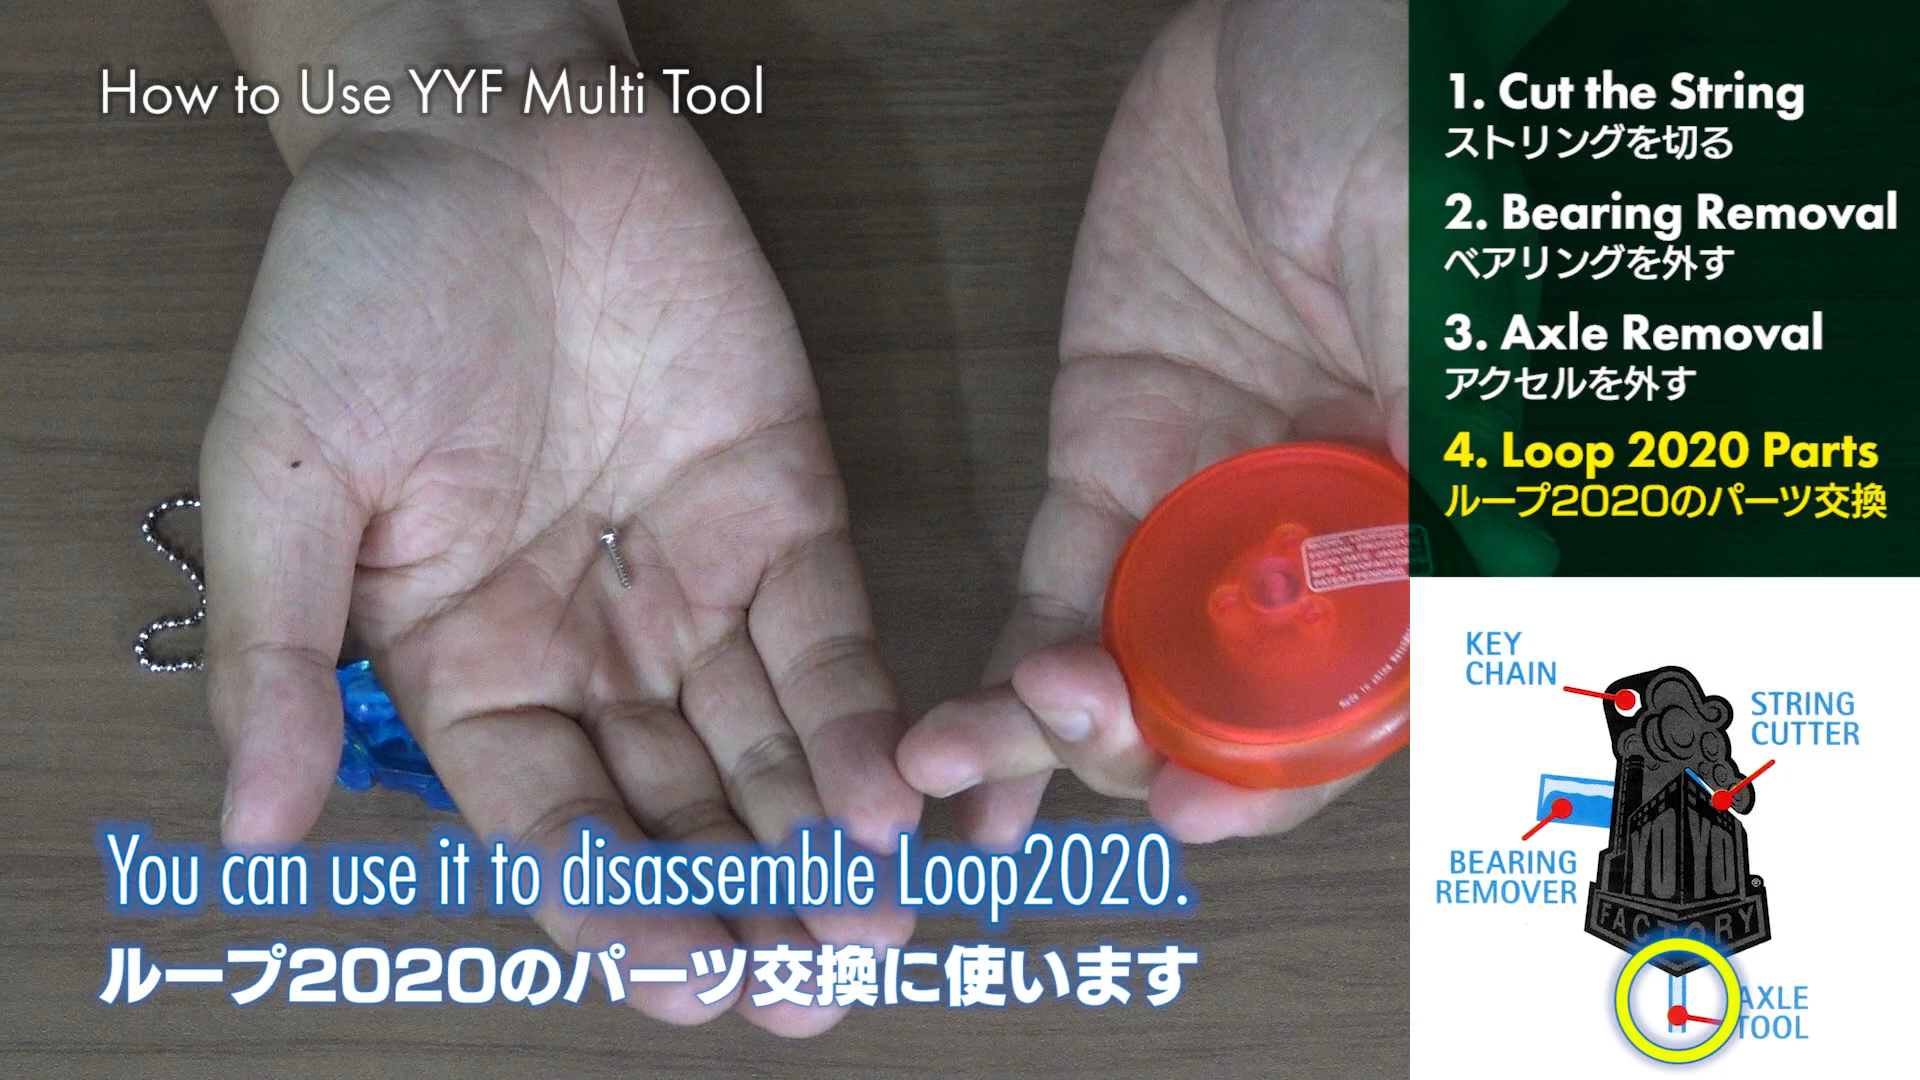 How to Use YYF Multi Tool
1. Cut the String
ストリングを切る
2. Bearing Removal
ベアリングを外す
3. Axle Removal
アクセルを外す
4. Loop 2020 Parts
ループ2020のパーツ交換
KEY
CHAIN
STRING
CUTTER
BEARING
REMOVER
YO YO
®
FACTORY
AXLE
TOOL
You can use it to disassemble Loop2020.
ループ2020のパーツ交換に使います